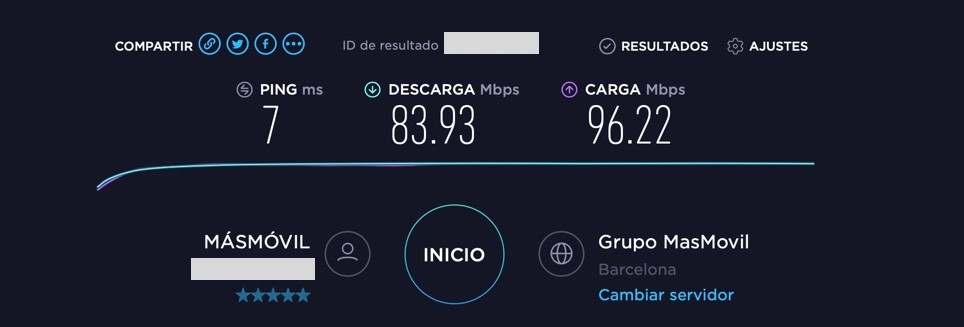 COMPARTIR ID de resultado RESULTADOS AJUSTES
PING ms DESCARGA Mbps CARGA Mbps
7 83.93 96.22
MÁSMÓVIL INICIO Grupo MasMovil
Barcelona
Cambiar servidor